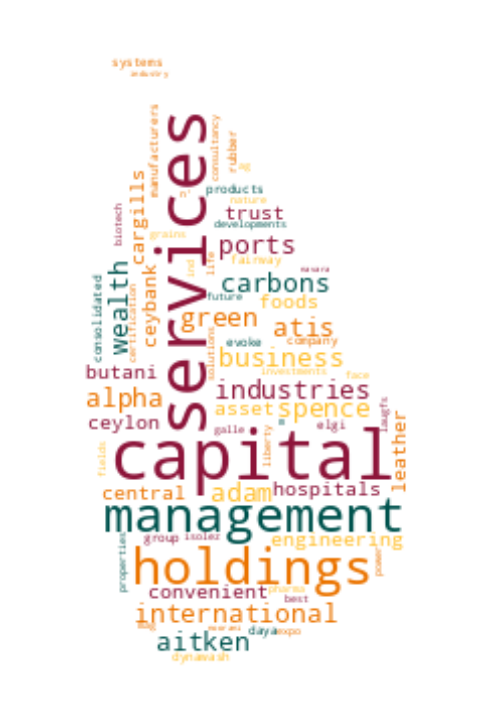 systems
industry
manufacturers
services
consultancy
rubber
ag
products
nature
n'
biotech
cargills
trust
developments
grains
ports
fairway
life
ind
wealth
consolidated
certification
ceybank
carbons
future
foods
green
atis
solutions
evoke
company
business
butani
investments
face
industries
alpha
asset
spence
laugfs
ceylon
galle
elgi
leather
liberty
capital
fields
central
adam
hospitals
management
group
isolez
engineering
properties
holdings
power
convenient
pharma
best
international
daya
expo
aitken
dynawash